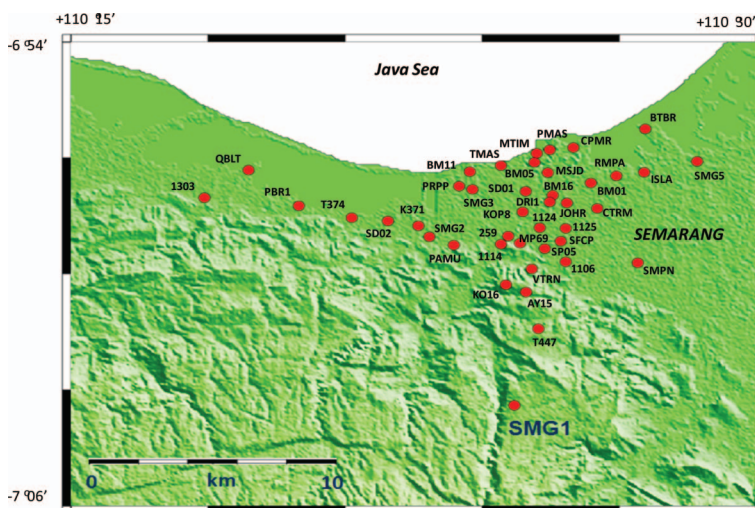 +110 15'
+110 30'
-6 54'
Java Sea
BTBR
PMAS
CPMR
MTIM
TMAS
QBLT
BM11
BM05
MSJD
RMPA
ISLA
SMG5
1303
PRPP
SD01
BM16
BM01
PBR1
SMG3
DRI1
T374
K371
KOP8
1124
JOHR
CTRM
SD02
SMG2
259
MP69
1125
SEMARANG
PAMU
1114
SFCP
SP05
1106
SMPN
VTRN
KO16
AY15
T447
SMG1
0 km 10
-7 06'